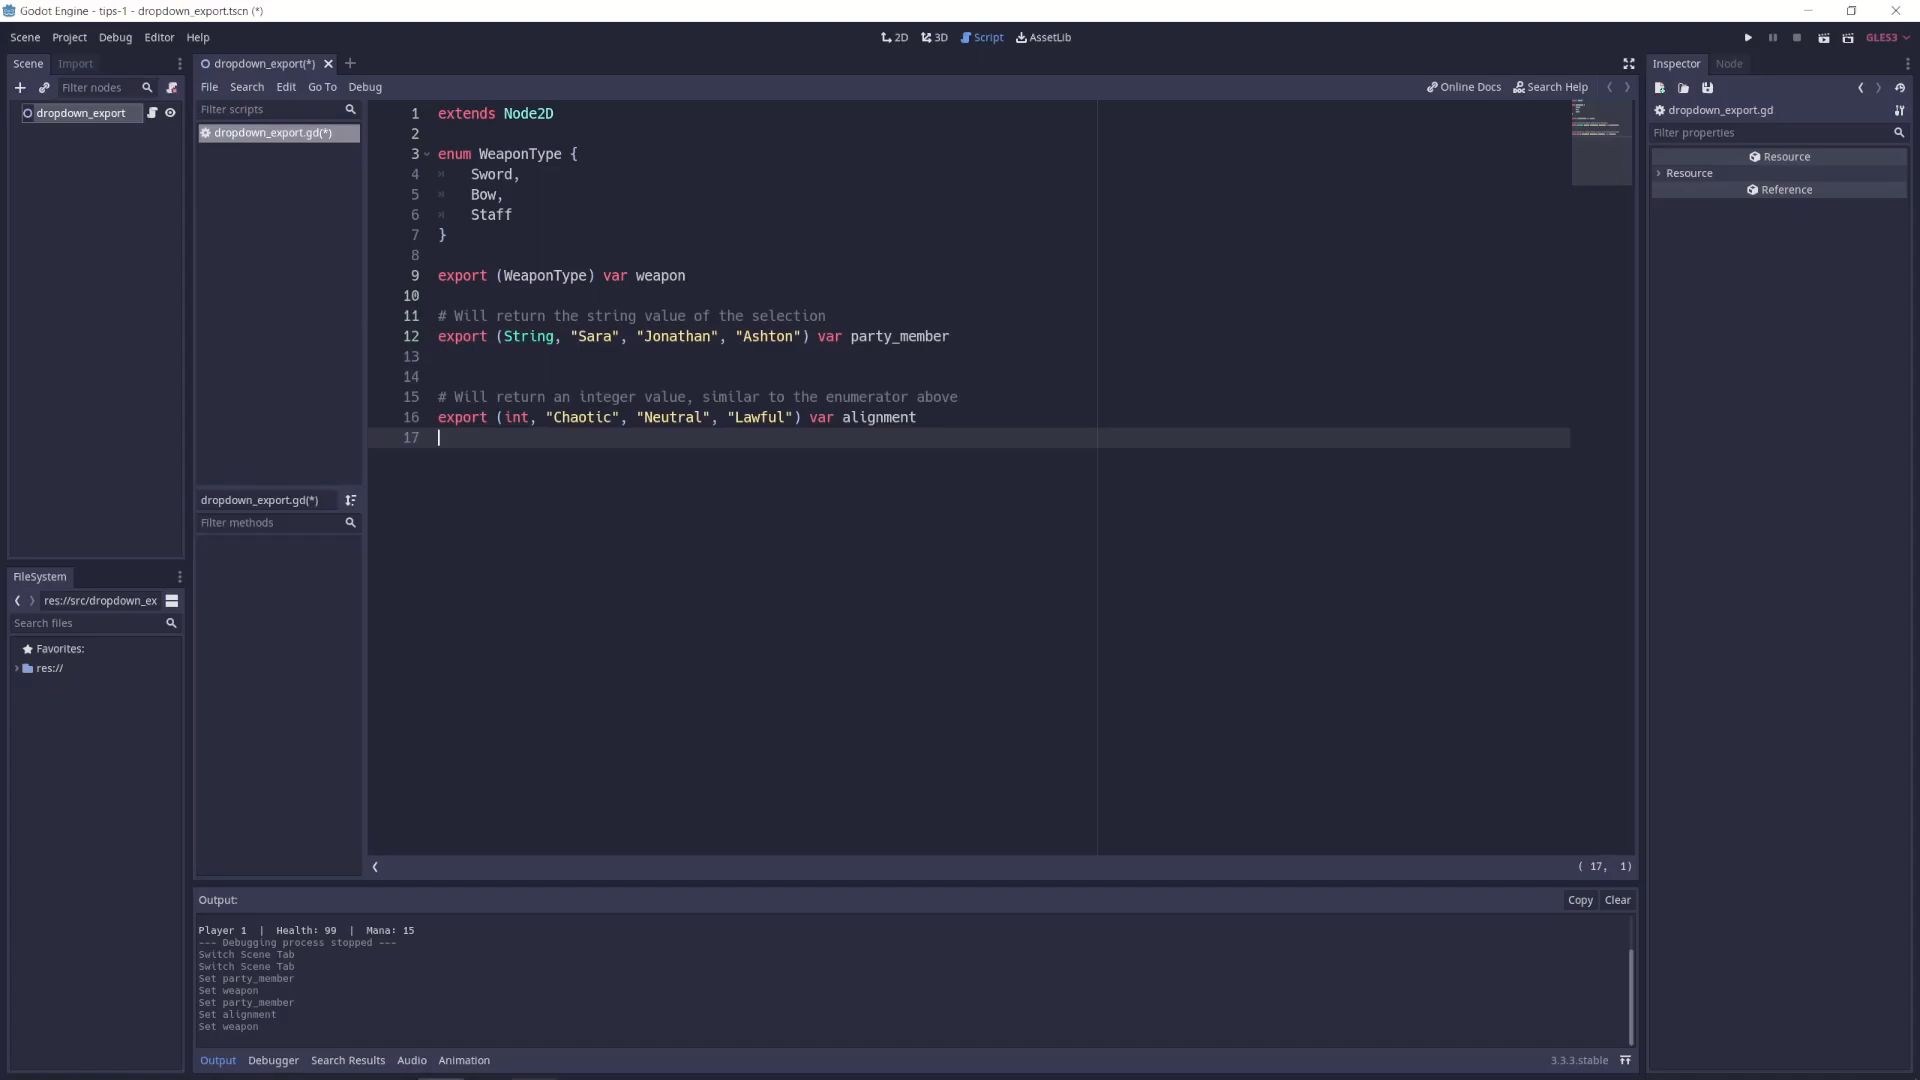 Godot Engine - tips-1 - dropdown_export.tscn (*)
Scene Project Debug Editor Help
2D 3D Script AssetLib
GLES3
Scene Import
Filter nodes
dropdown_export
dropdown_export(*)
File Search Edit Go To Debug
Online Docs Search Help
Filter scripts
dropdown_export.gd(*)
1 extends Node2D
2
3 enum WeaponType {
4 Sword,
5 Bow,
6 Staff
7 }
8
9 export (WeaponType) var weapon
10
11 # Will return the string value of the selection
12 export (String, "Sara", "Jonathan", "Ashton") var party_member
13
14
15 # Will return an integer value, similar to the enumerator above
16 export (int, "Chaotic", "Neutral", "Lawful") var alignment
17
dropdown_export.gd(*)
Filter methods
( 17, 1)
FileSystem
res://src/dropdown_ex
Search files
Favorites:
res://
Output:
Copy Clear
Player 1 | Health: 99 | Mana: 15
--- Debugging process stopped ---
Switch Scene Tab
Switch Scene Tab
Set party_member
Set weapon
Set party_member
Set alignment
Set weapon
Output Debugger Search Results Audio Animation
3.3.3.stable
Inspector Node
dropdown_export.gd
Filter properties
Resource
Resource
Reference